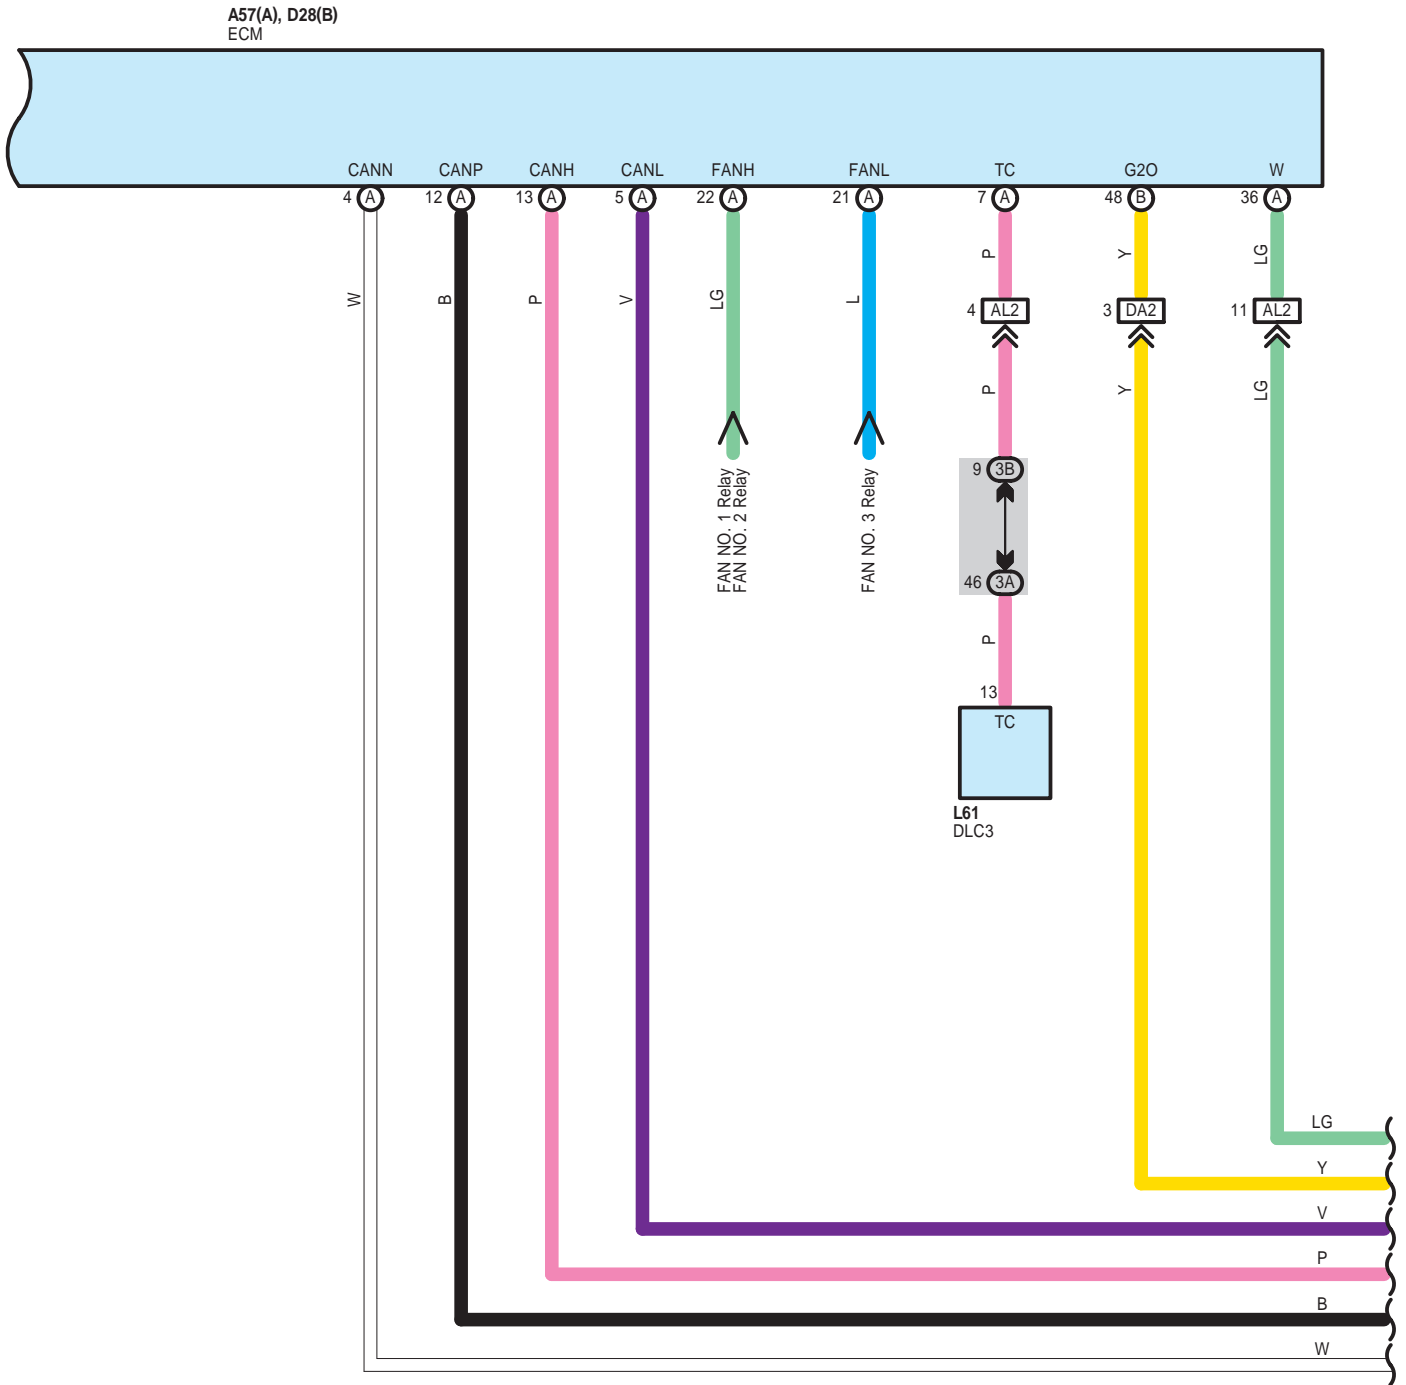 A57(A), D28(B)
ECM
CANN CANP CANH CANL FANH FANL TC G2O W
4 A 12 A 13 A 5 A 22 A 21 A 7 A 48 B 36 A
P Y LG
W B P V LG L
4 AL2 3 DA2 11 AL2
P Y LG
9 3B
FAN NO. 1 Relay
FAN NO. 2 Relay
FAN NO. 3 Relay
46 3A
P
13
TC
L61
DLC3
LG
Y
V
P
B
W